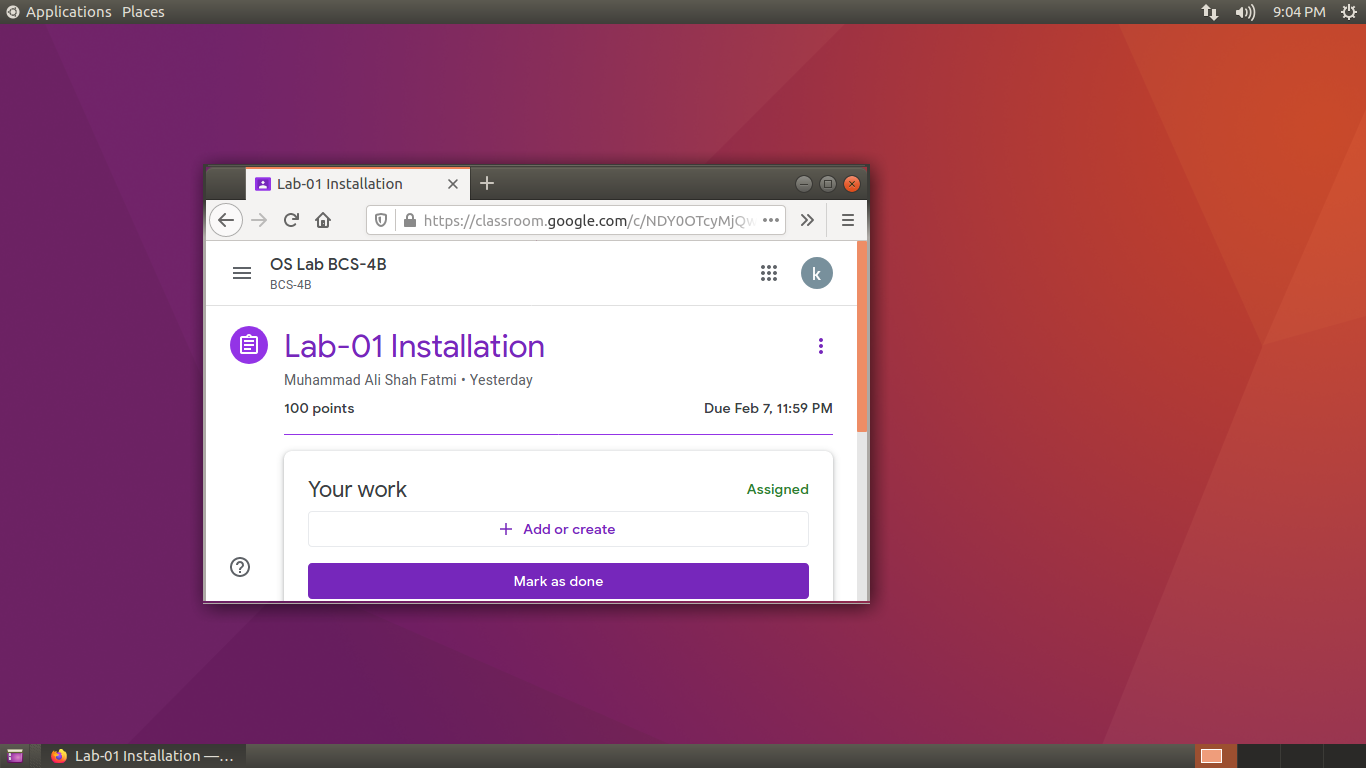 Applications Places 9:04 PM
Lab-01 Installation
https://classroom.google.com/c/NDY0OTcyMjQw
OS Lab BCS-4B
BCS-4B
k
Lab-01 Installation
Muhammad Ali Shah Fatmi • Yesterday
100 points Due Feb 7, 11:59 PM
Your work Assigned
+ Add or create
Mark as done
Lab-01 Installation —…